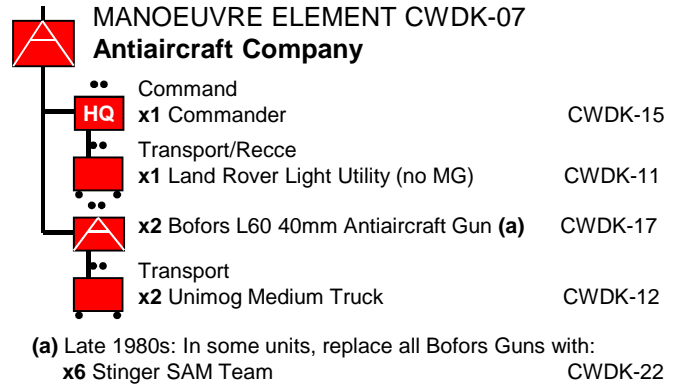 MANOEUVRE ELEMENT CWDK-07
Antiaircraft Company
Command
HQ x1 Commander CWDK-15
Transport/Recce
x1 Land Rover Light Utility (no MG) CWDK-11
x2 Bofors L60 40mm Antiaircraft Gun (a) CWDK-17
Transport
x2 Unimog Medium Truck CWDK-12
(a) Late 1980s: In some units, replace all Bofors Guns with:
x6 Stinger SAM Team CWDK-22